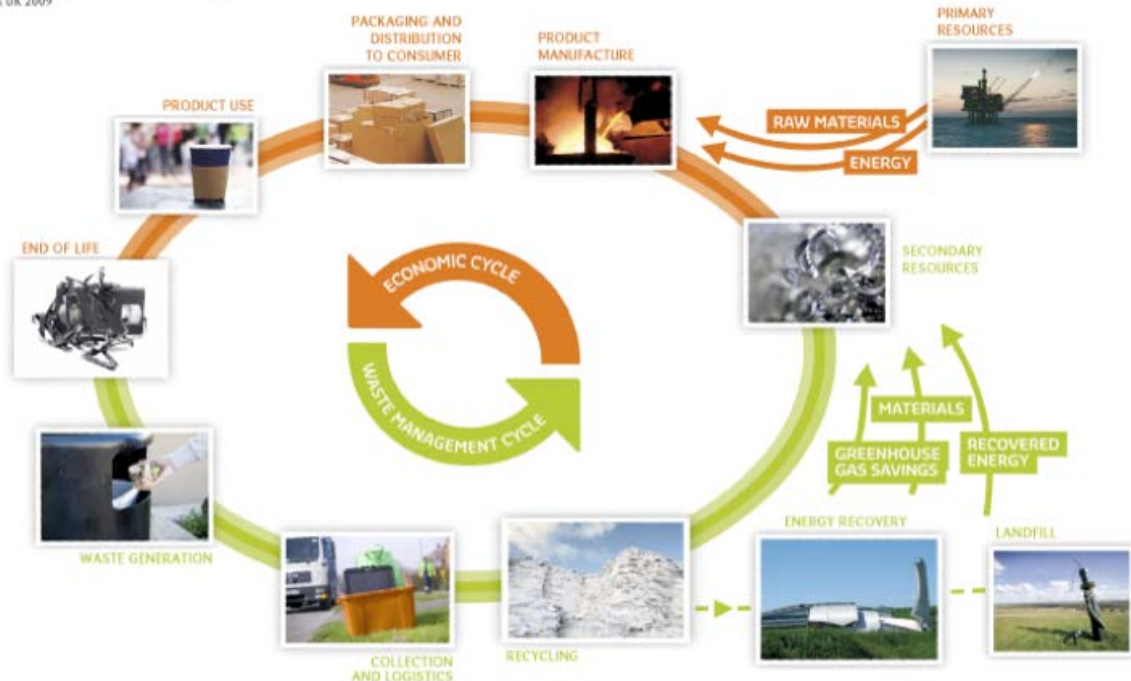 UK 2009
PACKAGING AND
DISTRIBUTION
TO CONSUMER
PRODUCT
MANUFACTURE
PRIMARY
RESOURCES
PRODUCT USE
RAW MATERIALS
ENERGY
END OF LIFE
SECONDARY
RESOURCES
ECONOMIC CYCLE
WASTE MANAGEMENT CYCLE
MATERIALS
GREENHOUSE
GAS SAVINGS
RECOVERED
ENERGY
WASTE GENERATION
ENERGY RECOVERY
LANDFILL
COLLECTION
AND LOGISTICS
RECYCLING